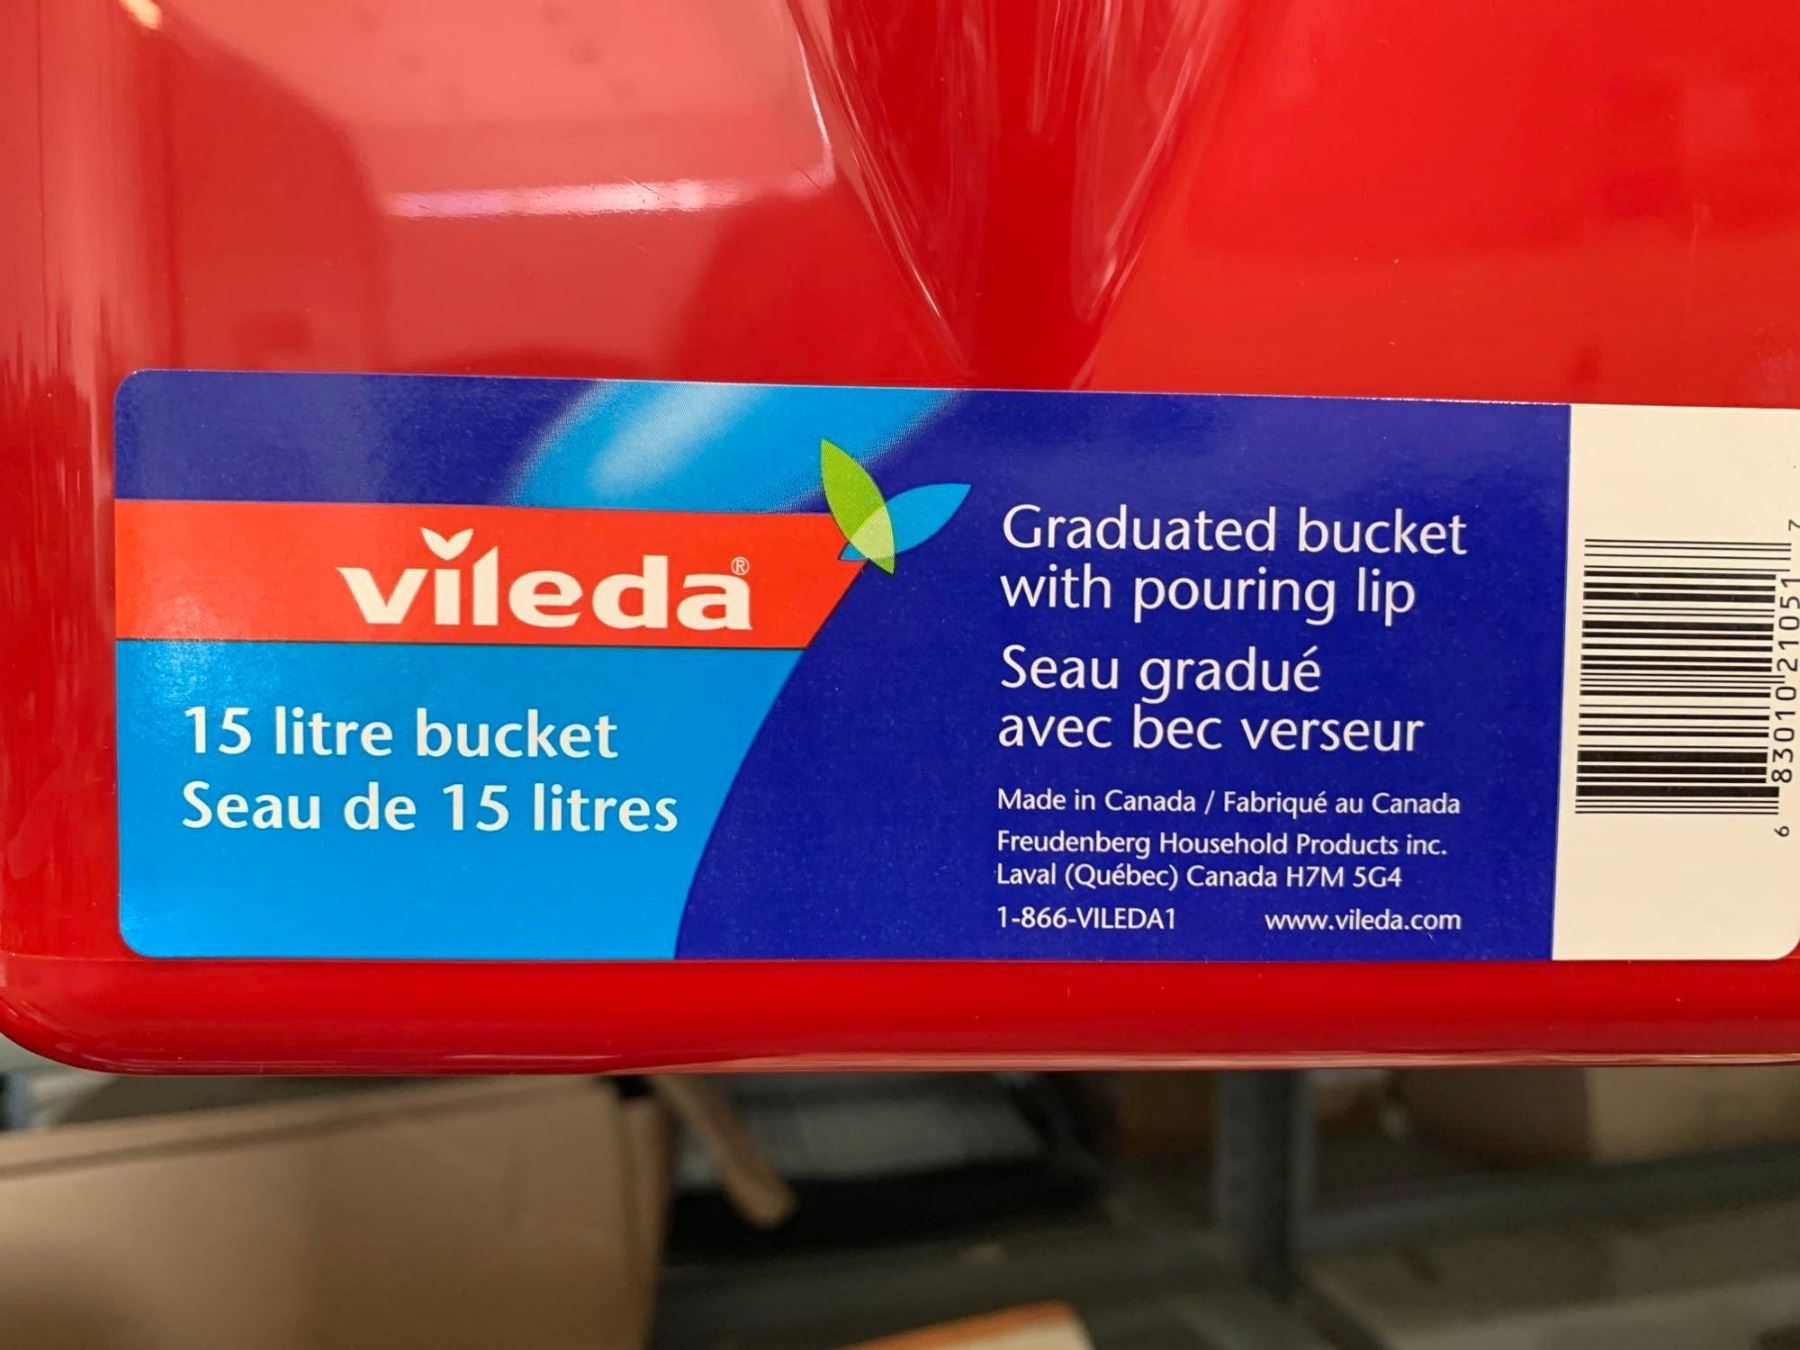 vileda®
15 litre bucket
Seau de 15 litres
Graduated bucket
with pouring lip
Seau gradué
avec bec verseur
Made in Canada / Fabriqué au Canada
Freudenberg Household Products inc.
Laval (Québec) Canada H7M 5G4
1-866-VILEDA1 www.vileda.com
6 83010 21051 7